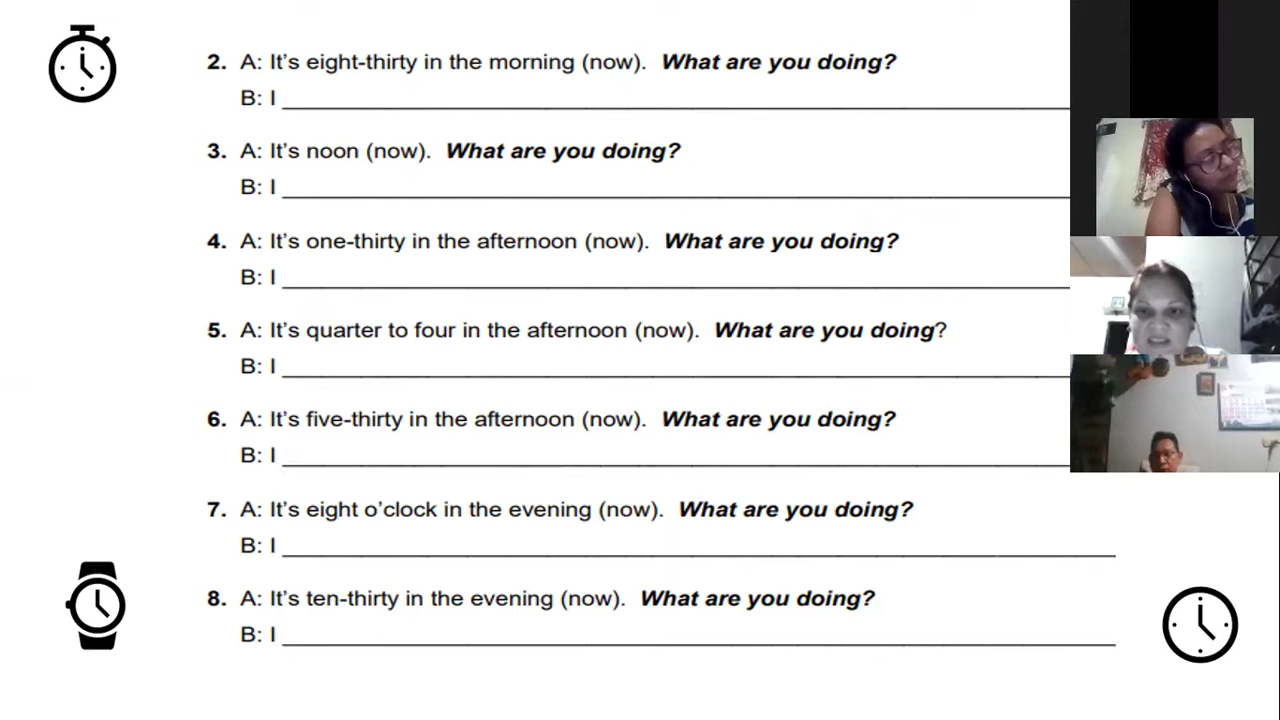 2. A: It's eight-thirty in the morning (now). What are you doing?
B: I
3. A: It's noon (now). What are you doing?
B: I
4. A: It's one-thirty in the afternoon (now). What are you doing?
B: I
5. A: It's quarter to four in the afternoon (now). What are you doing?
B: I
6. A: It's five-thirty in the afternoon (now). What are you doing?
B: I
7. A: It's eight o'clock in the evening (now). What are you doing?
B: I
8. A: It's ten-thirty in the evening (now). What are you doing?
B: I